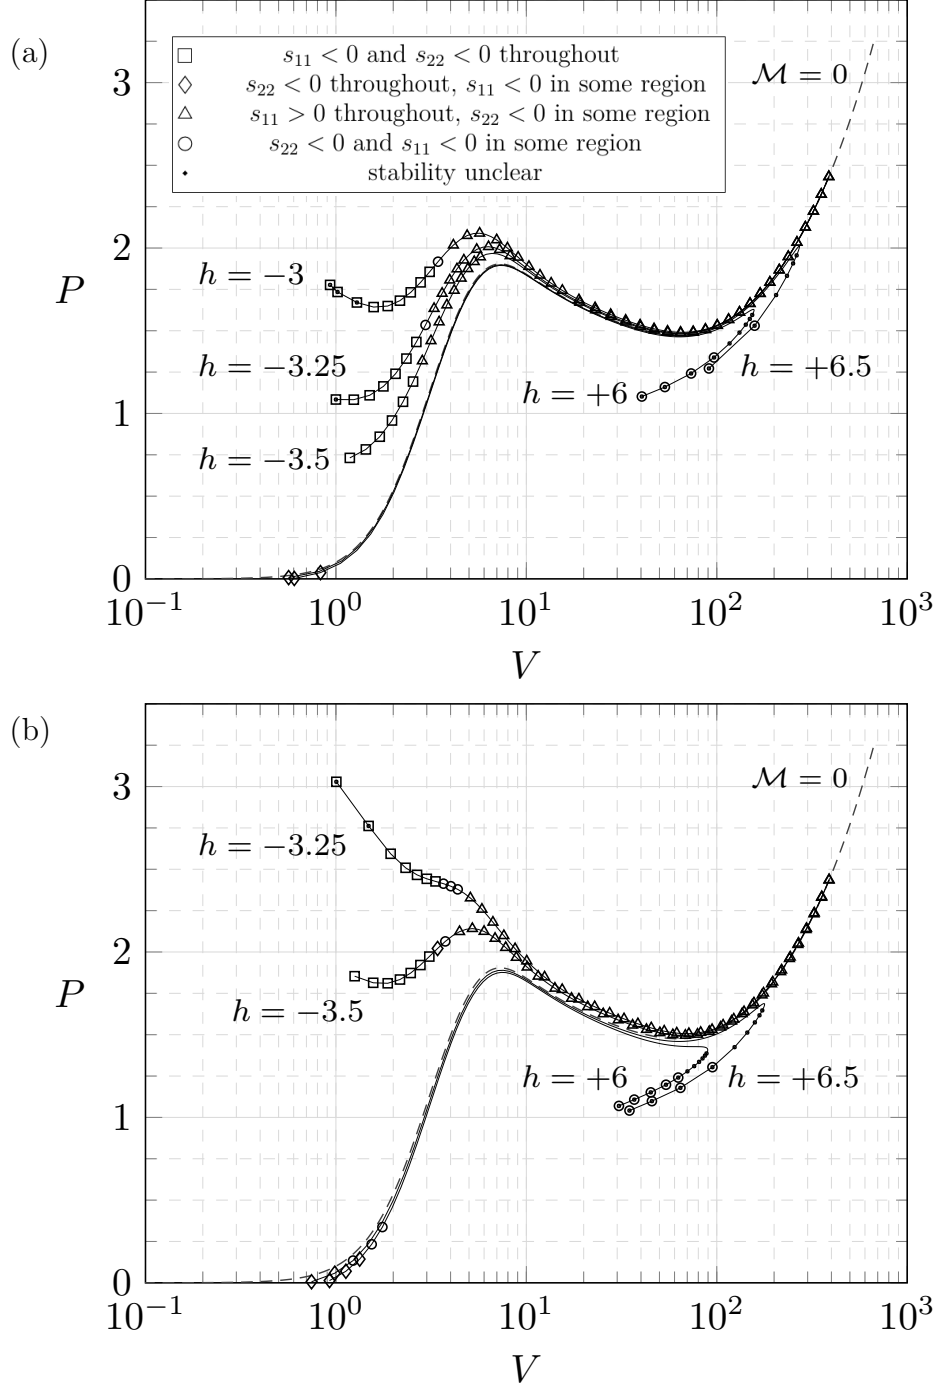 (a)
s₁₁ < 0 and s₂₂ < 0 throughout
s₂₂ < 0 throughout, s₁₁ < 0 in some region
s₁₁ > 0 throughout, s₂₂ < 0 in some region
s₂₂ < 0 and s₁₁ < 0 in some region
stability unclear
ℳ = 0
3
2
1
0
P
h = −3
h = −3.25
h = −3.5
h = +6
h = +6.5
10⁻¹ 10⁰ 10¹ 10² 10³
V
(b)
ℳ = 0
3
2
1
0
P
h = −3.25
h = −3.5
h = +6
h = +6.5
10⁻¹ 10⁰ 10¹ 10² 10³
V